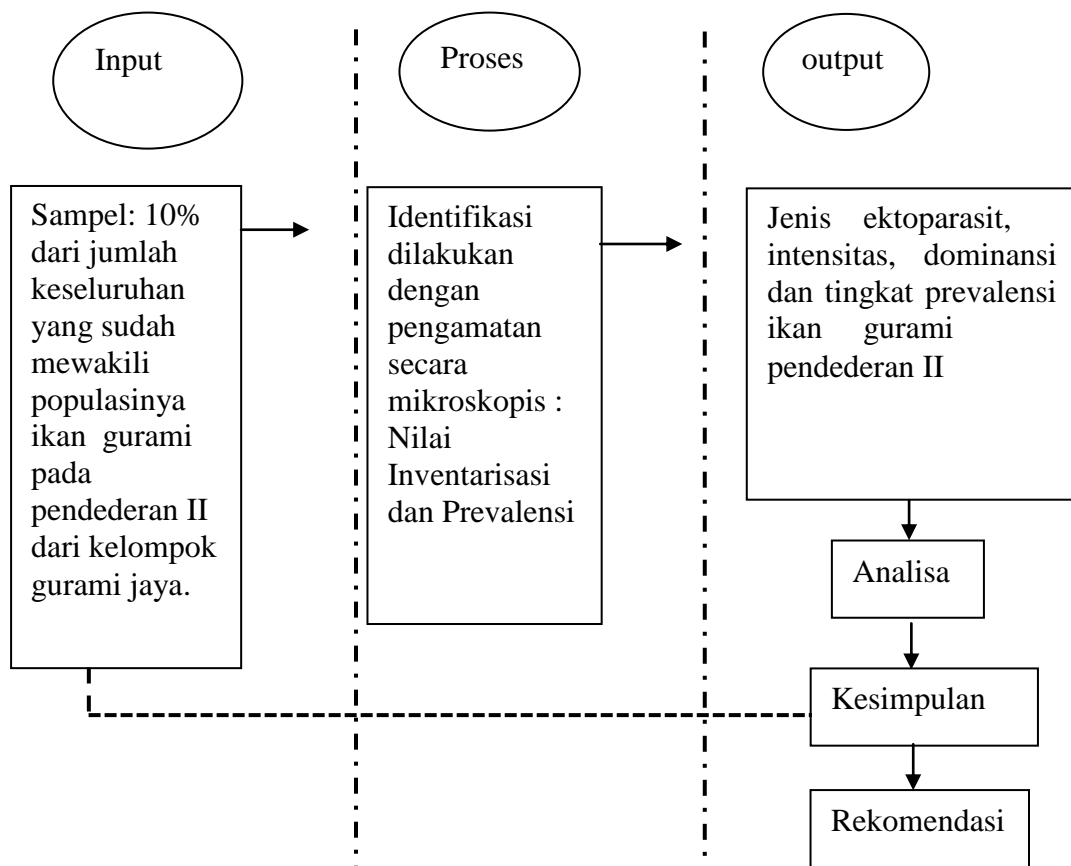 Input
Proses
output
Sampel: 10%
dari jumlah
keseluruhan
yang sudah
mewakili
populasinya
ikan gurami
pada
pendederan II
dari kelompok
gurami jaya.
Identifikasi
dilakukan
dengan
pengamatan
secara
mikroskopis :
Nilai
Inventarisasi
dan Prevalensi
Jenis ektoparasit,
intensitas, dominansi
dan tingkat prevalensi
ikan gurami
pendederan II
Analisa
Kesimpulan
Rekomendasi